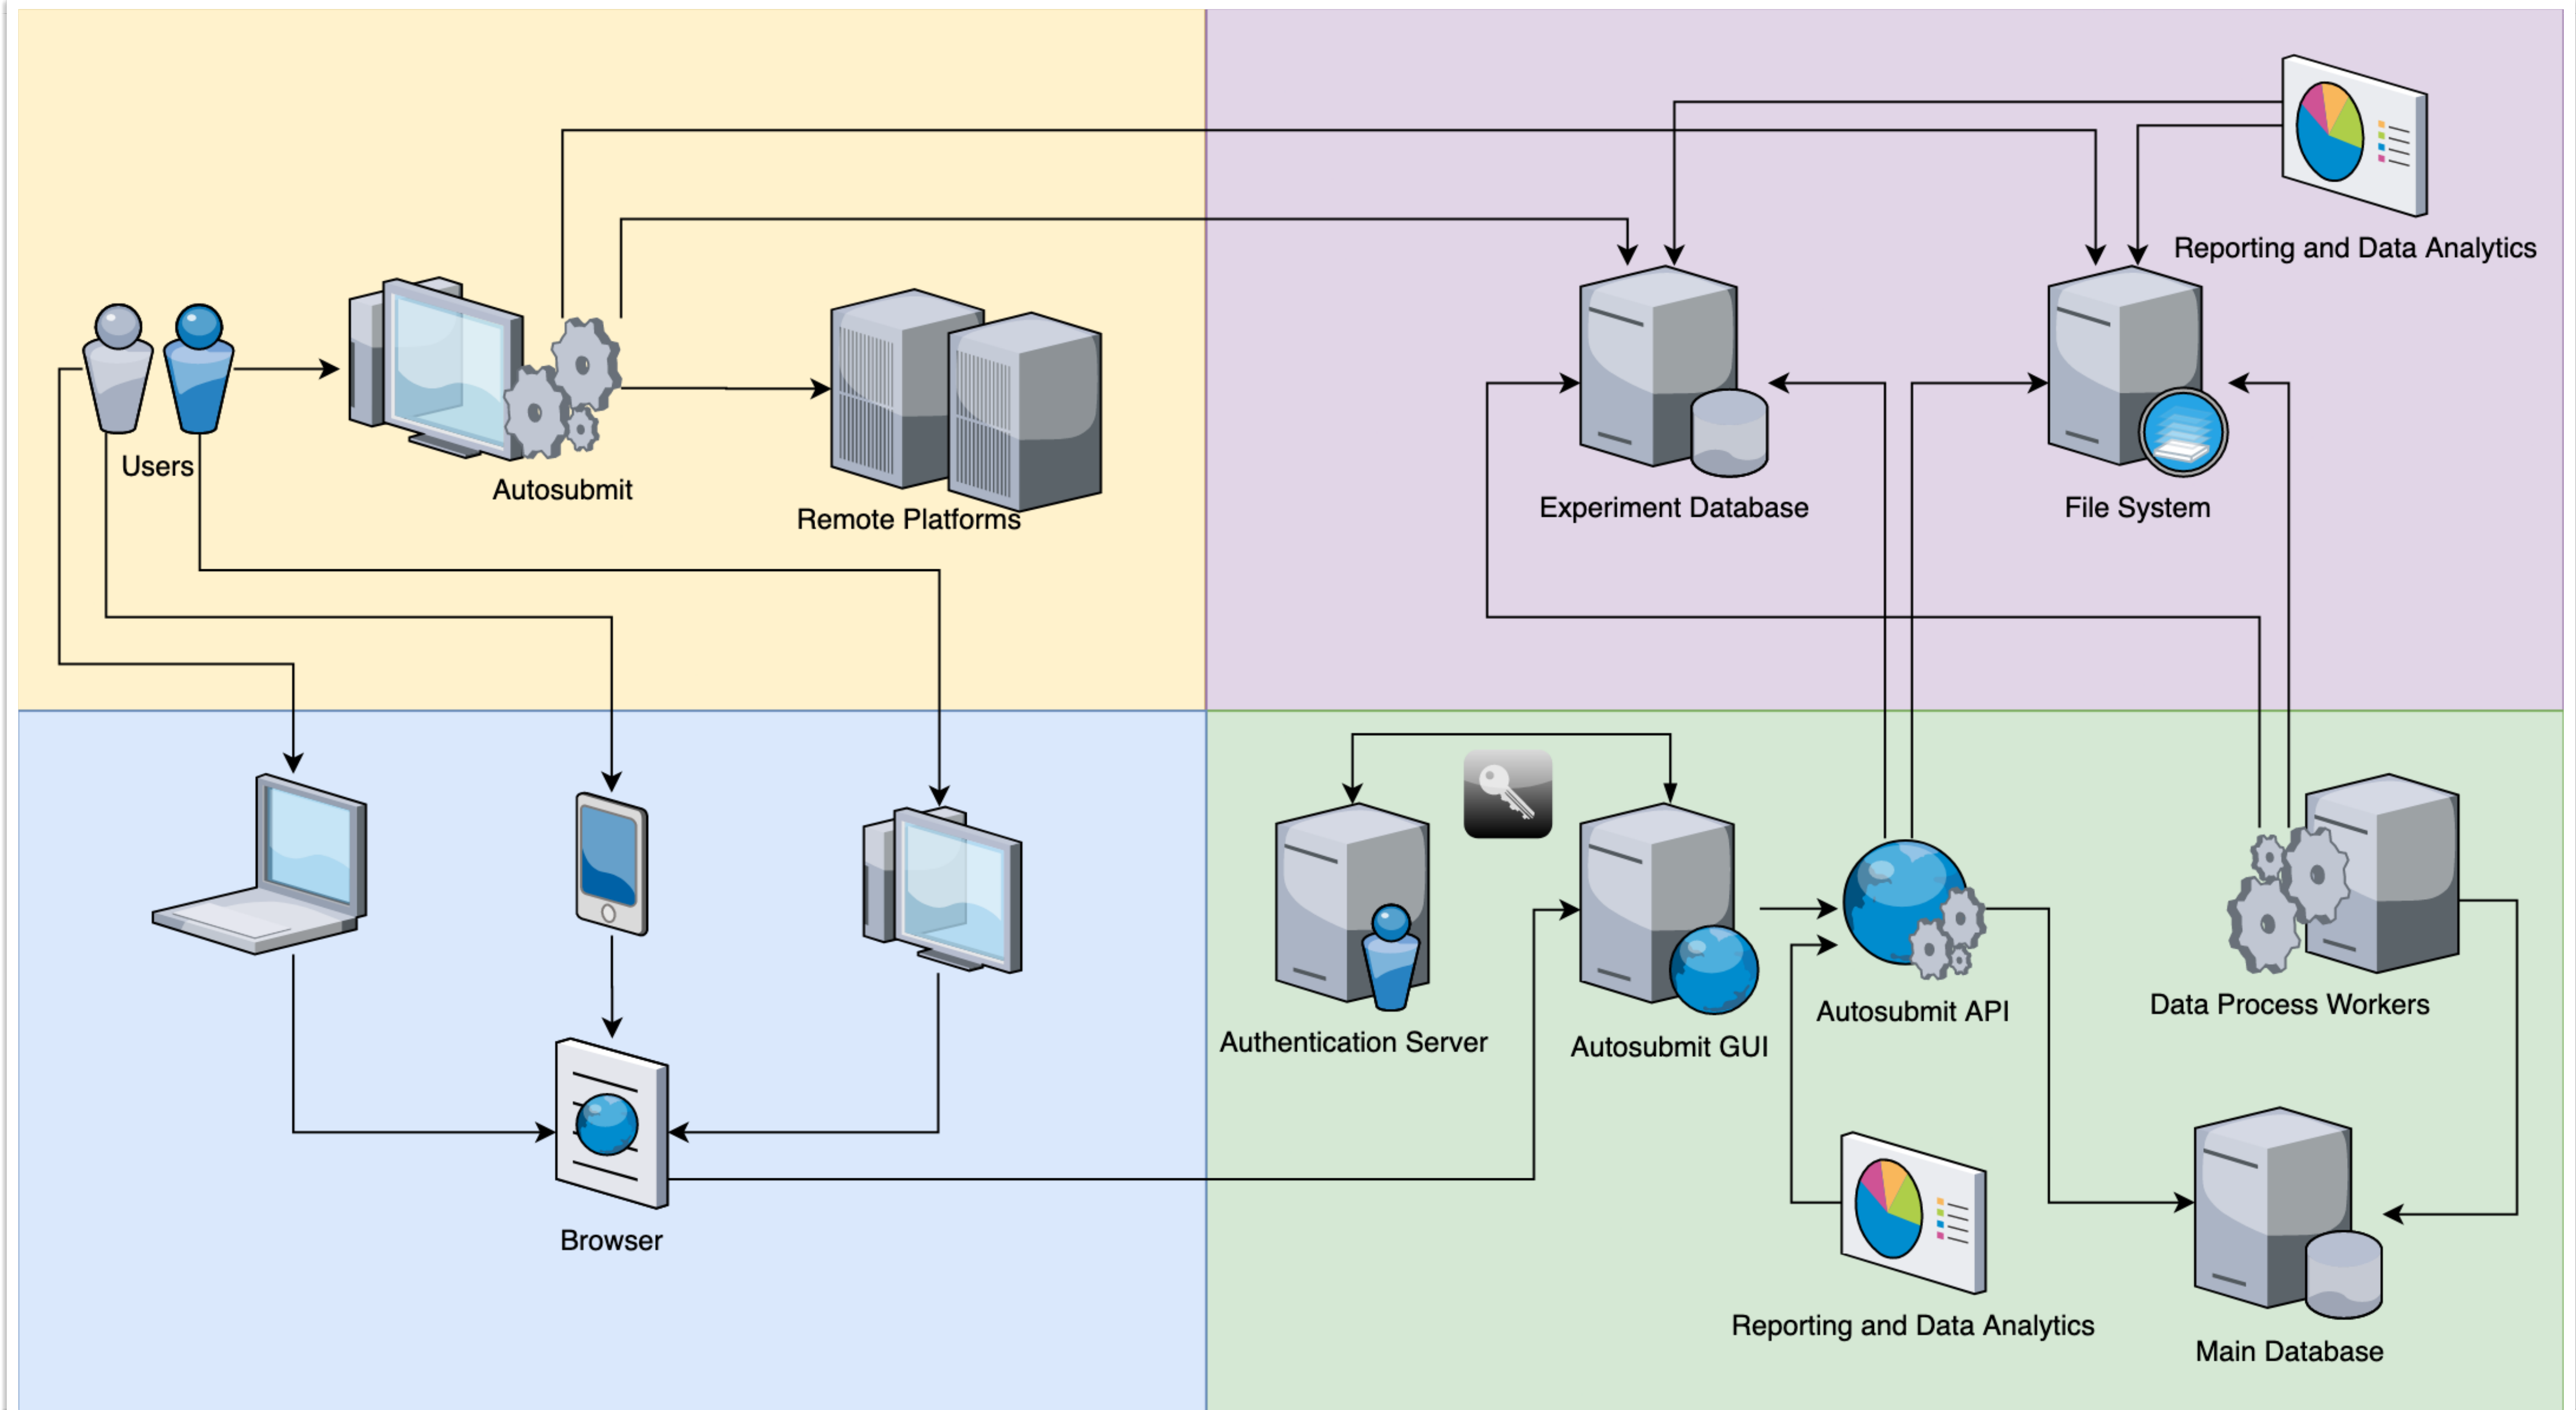 Reporting and Data Analytics
Users
Autosubmit
Remote Platforms
Experiment Database
File System
Authentication Server
Autosubmit GUI
Autosubmit API
Data Process Workers
Browser
Reporting and Data Analytics
Main Database